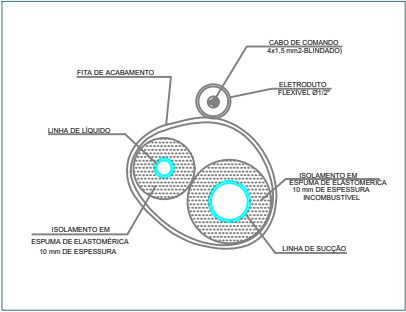 CABO DE COMANDO
4x1,5 mm2-BLINDADO)
FITA DE ACABAMENTO
ELETRODUTO
FLEXIVEL Ø1/2"
LINHA DE LÍQUIDO
ISOLAMENTO EM
ESPUMA DE ELASTOMÉRICA
10 mm DE ESPESSURA
INCOMBUSTÍVEL
ISOLAMENTO EM
ESPUMA DE ELASTOMÉRICA
10 mm DE ESPESSURA
LINHA DE SUCÇÃO